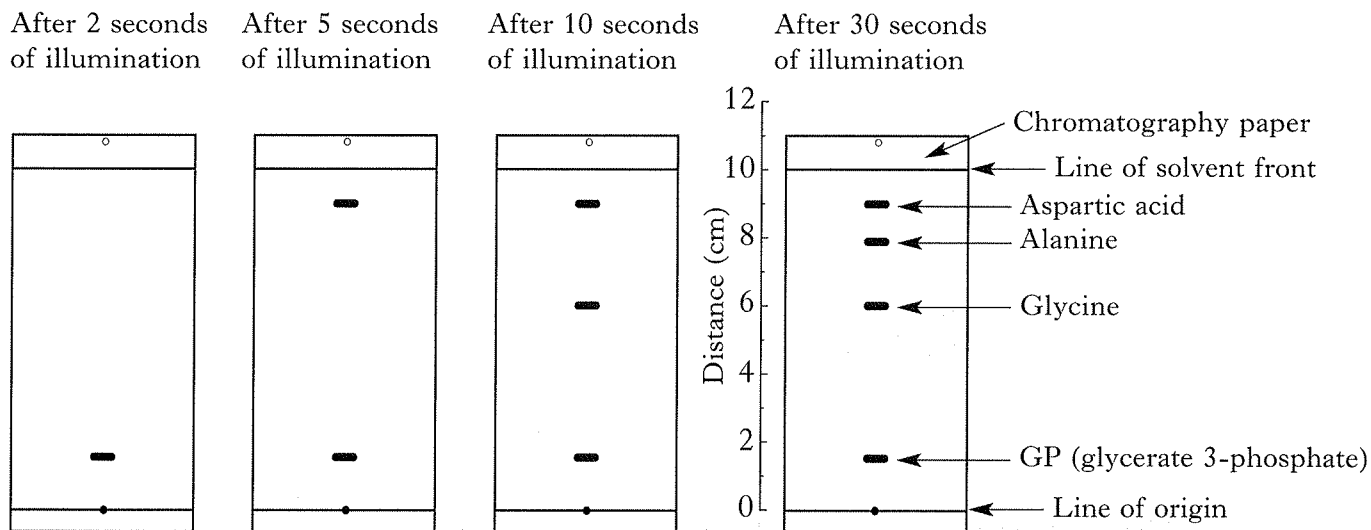 After 2 seconds
of illumination
After 5 seconds
of illumination
After 10 seconds
of illumination
After 30 seconds
of illumination
12
10
8
6
4
2
0
Distance (cm)
Chromatography paper
Line of solvent front
Aspartic acid
Alanine
Glycine
GP (glycerate 3-phosphate)
Line of origin